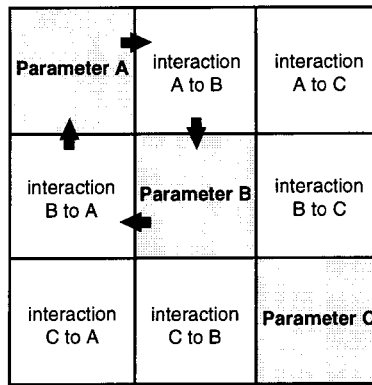 Parameter A
interaction
A to B
interaction
A to C
interaction
B to A
Parameter B
interaction
B to C
interaction
C to A
interaction
C to B
Parameter C